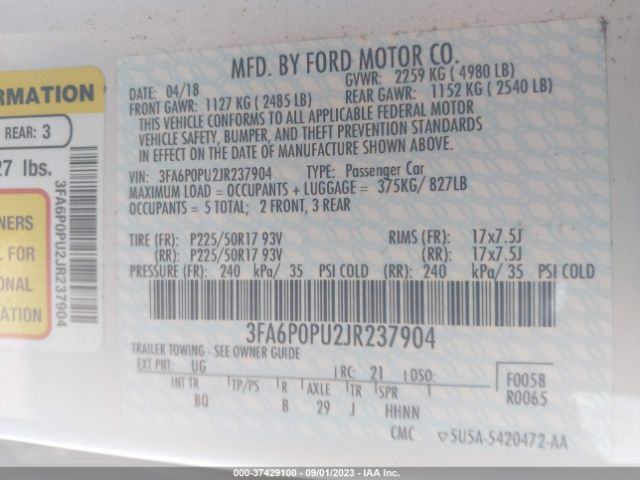 MFD. BY FORD MOTOR CO.
DATE: 04/18 GVWR: 2259 KG ( 4980 LB)
FRONT GAWR: 1127 KG ( 2485 LB) REAR GAWR: 1152 KG ( 2540 LB)
THIS VEHICLE CONFORMS TO ALL APPLICABLE FEDERAL MOTOR
VEHICLE SAFETY, BUMPER, AND THEFT PREVENTION STANDARDS
IN EFFECT ON THE DATE OF MANUFACTURE SHOWN ABOVE.
VIN: 3FA6P0PU2JR237904 TYPE: Passenger Car
MAXIMUM LOAD = OCCUPANTS + LUGGAGE = 375KG/ 827LB
OCCUPANTS = 5 TOTAL; 2 FRONT, 3 REAR
TIRE (FR): P225/50R17 93V RIMS (FR): 17x7.5J
(RR): P225/50R17 93V (RR): 17x7.5J
PRESSURE (FR): 240 kPa/ 35 PSI COLD (RR): 240 kPa/ 35 PSI COLD
3FA6P0PU2JR237904
TRAILER TOWING - SEE OWNER GUIDE
EXT PNT: UG RC: 21 DSO:
INT TR TP/PS R AXLE TR SPR
BQ B 29 J HHNN
F0058
R0065
CMC 5U5A-5420472-AA
ORMATION
REAR: 3
27 lbs.
3FA6P0PU2JR237904
NERS
L FOR
ONAL
ATION
000-37429100 - 09/01/2023 - IAA Inc.